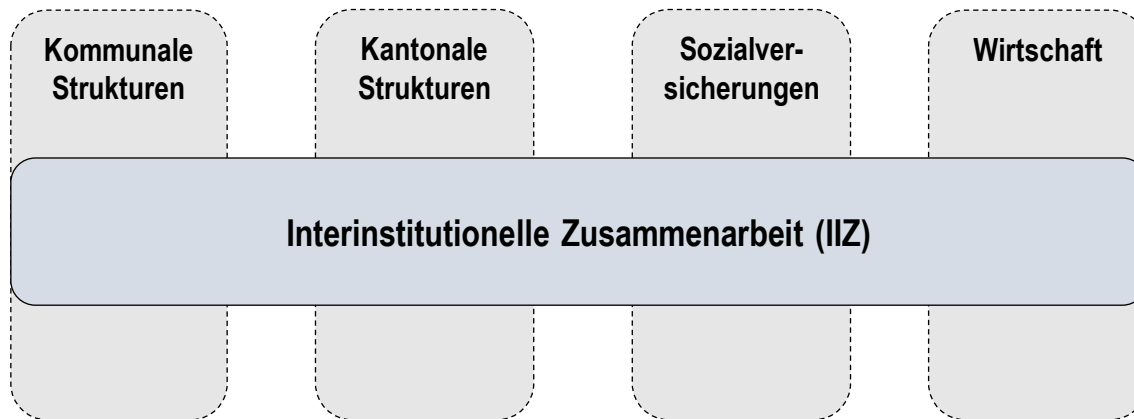 Kommunale
Strukturen
Kantonale
Strukturen
Sozialver-
sicherungen
Wirtschaft
Interinstitutionelle Zusammenarbeit (IIZ)